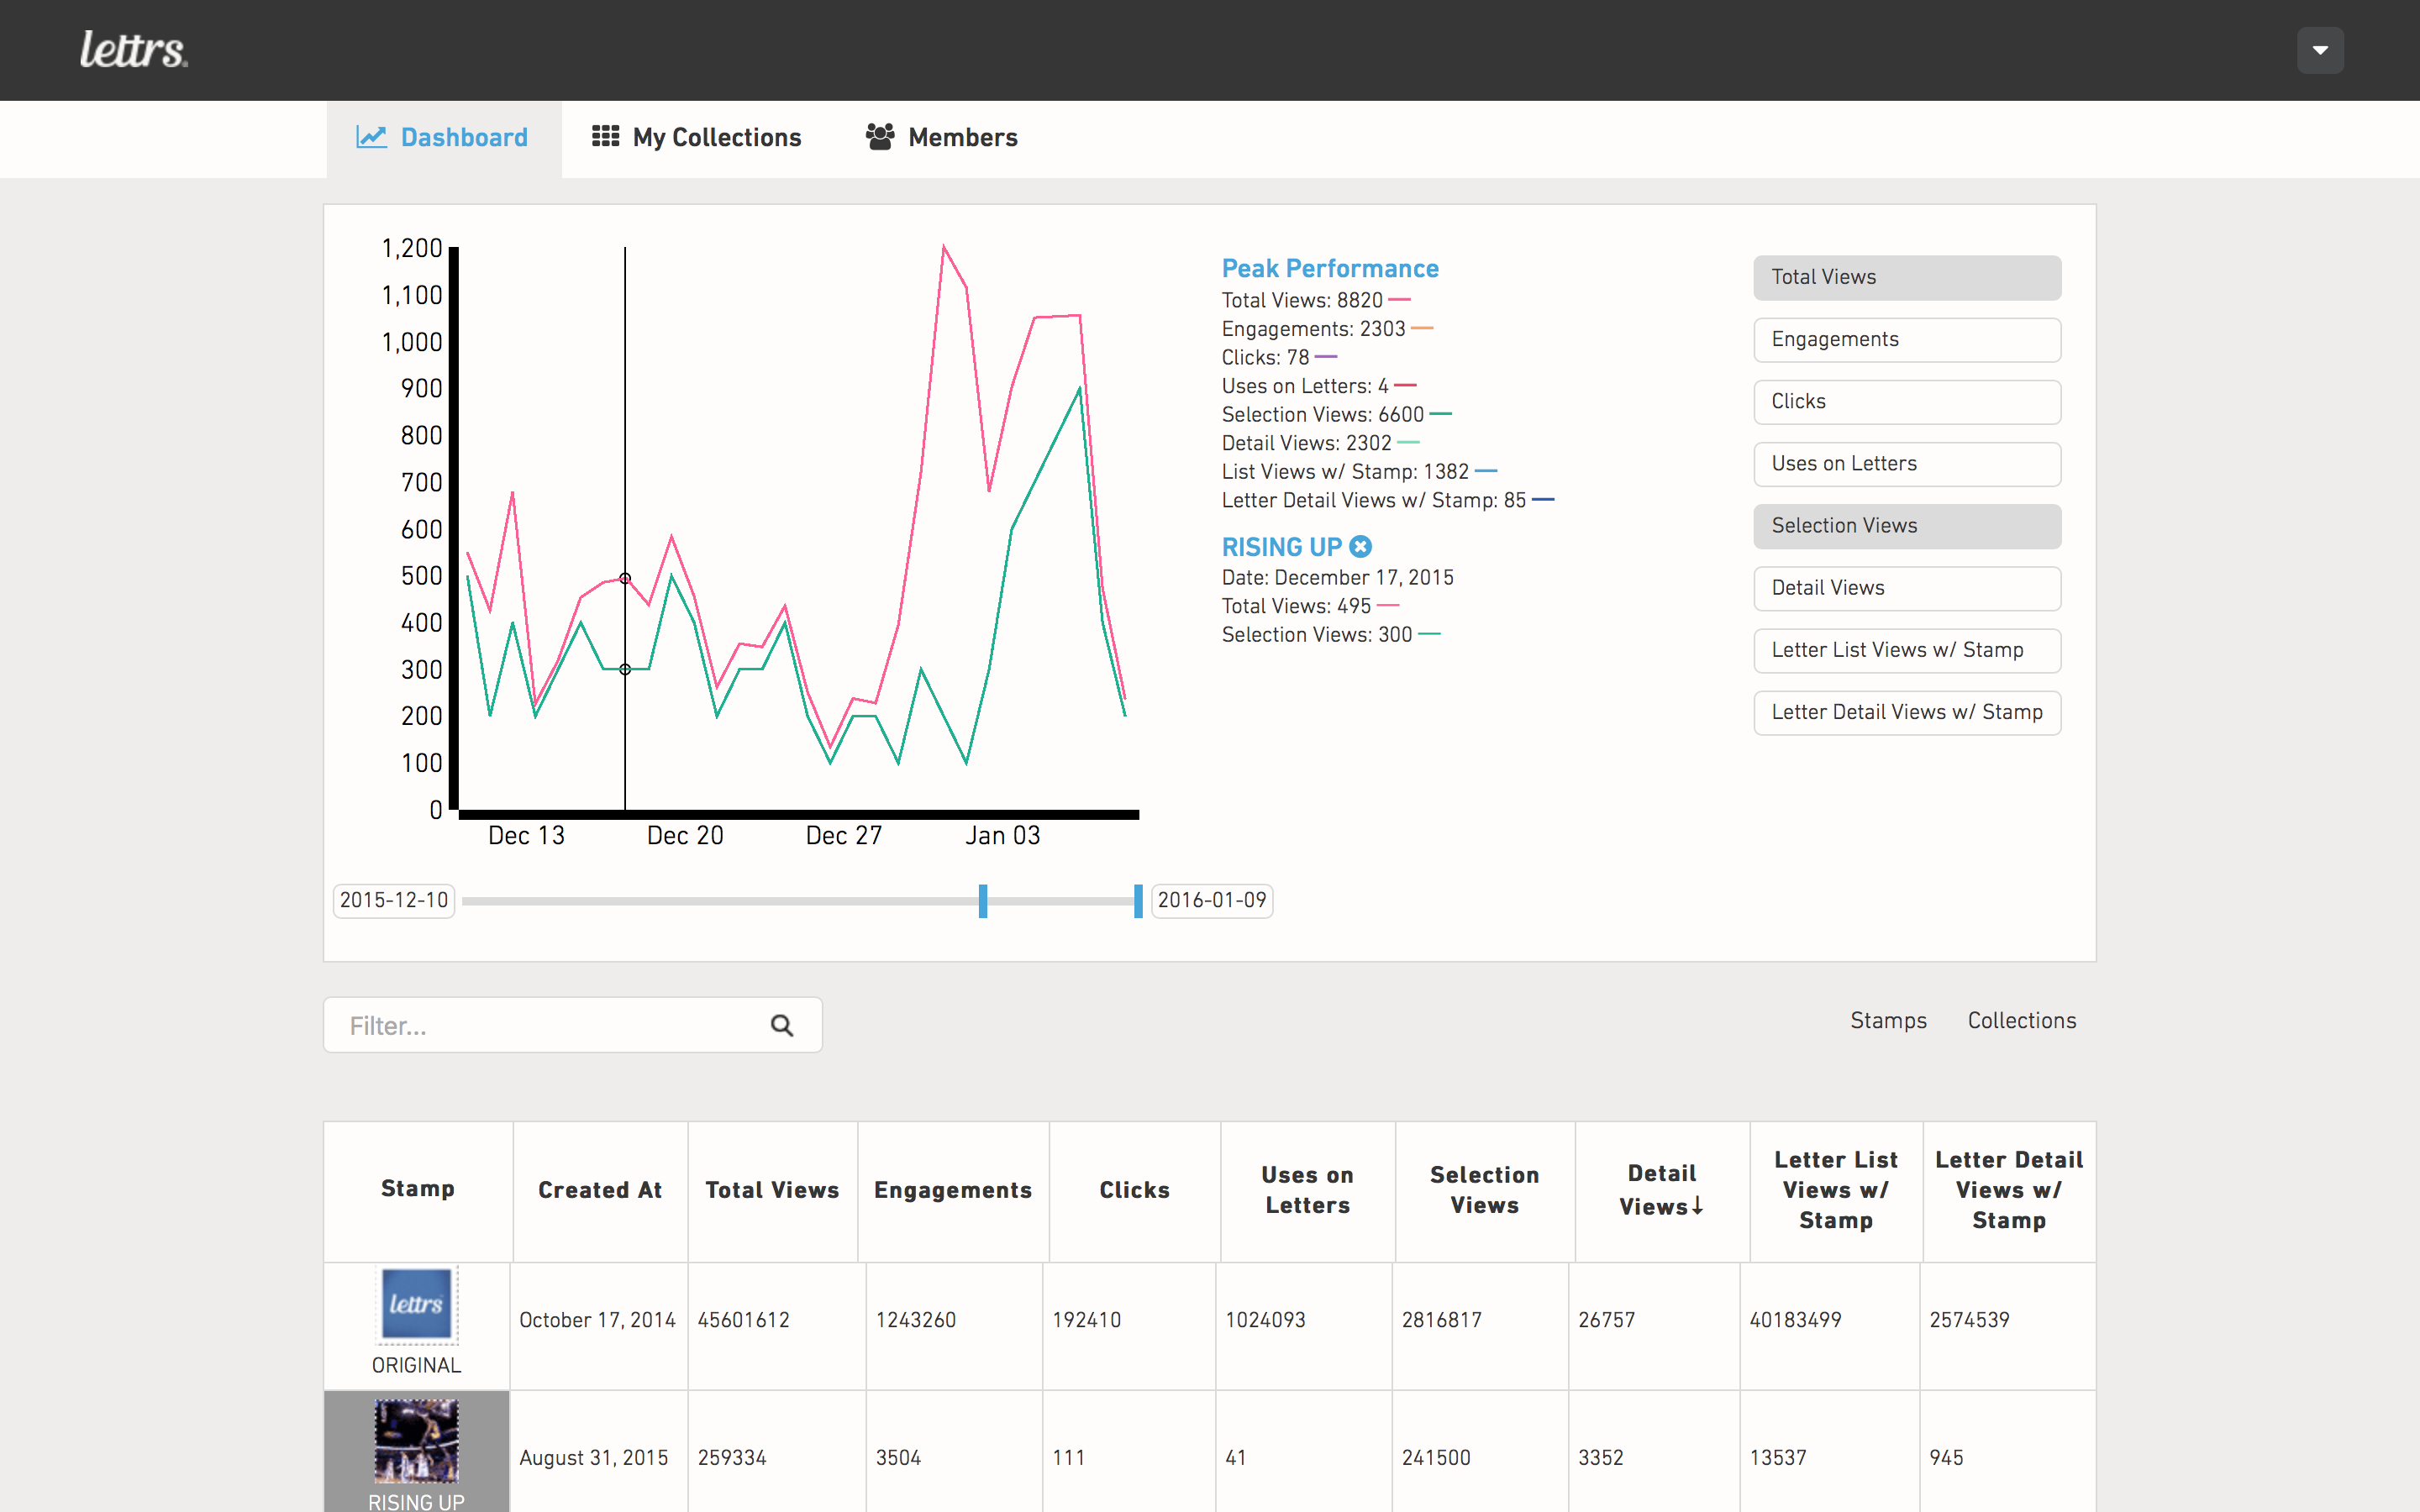 lettrs.
Dashboard
My Collections
Members
1,200
1,100
1,000
900
800
700
600
500
400
300
200
100
0
Dec 13
Dec 20
Dec 27
Jan 03
2015-12-10
2016-01-09
Peak Performance
Total Views: 8820
Engagements: 2303
Clicks: 78
Uses on Letters: 4
Selection Views: 6600
Detail Views: 2302
List Views w/ Stamp: 1382
Letter Detail Views w/ Stamp: 85
RISING UP
Date: December 17, 2015
Total Views: 495
Selection Views: 300
Total Views
Engagements
Clicks
Uses on Letters
Selection Views
Detail Views
Letter List Views w/ Stamp
Letter Detail Views w/ Stamp
Filter...
Stamps
Collections
Stamp
Created At
Total Views
Engagements
Clicks
Uses on
Letters
Selection
Views
Detail
Views↓
Letter List
Views w/
Stamp
Letter Detail
Views w/
Stamp
lettrs
ORIGINAL
October 17, 2014
45601612
1243260
192410
1024093
2816817
26757
40183499
2574539
RISING UP
August 31, 2015
259334
3504
111
41
241500
3352
13537
945